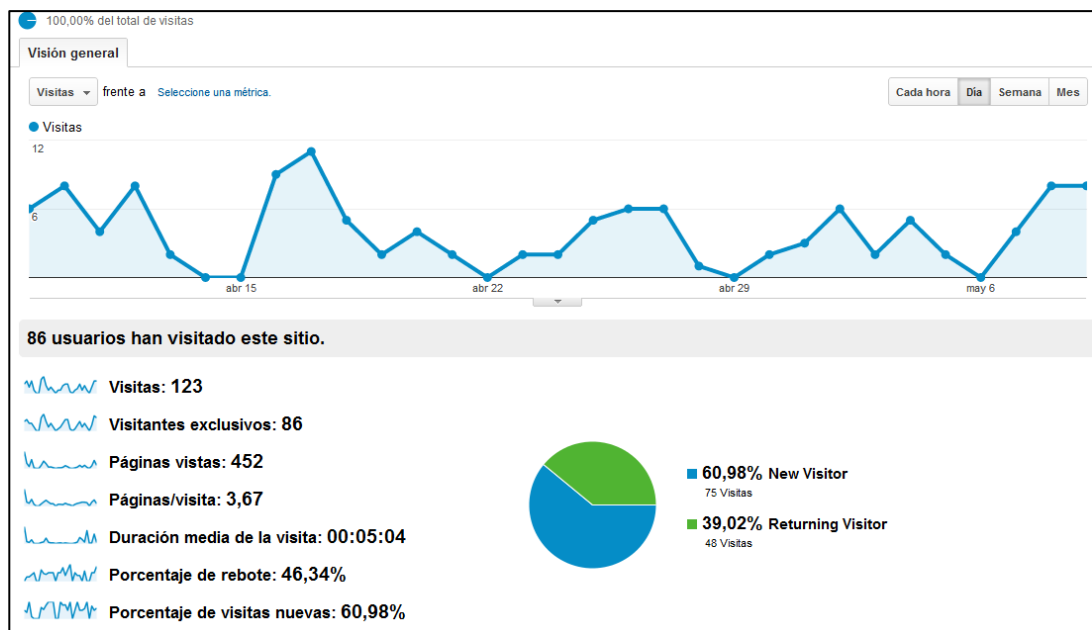 100,00% del total de visitas
Visión general
Visitas frente a Seleccione una métrica.
Cada hora Día Semana Mes
Visitas
12
6
abr 15 abr 22 abr 29 may 6
86 usuarios han visitado este sitio.
Visitas: 123
Visitantes exclusivos: 86
Páginas vistas: 452
Páginas/visita: 3,67
Duración media de la visita: 00:05:04
Porcentaje de rebote: 46,34%
Porcentaje de visitas nuevas: 60,98%
60,98% New Visitor
75 Visitas
39,02% Returning Visitor
48 Visitas